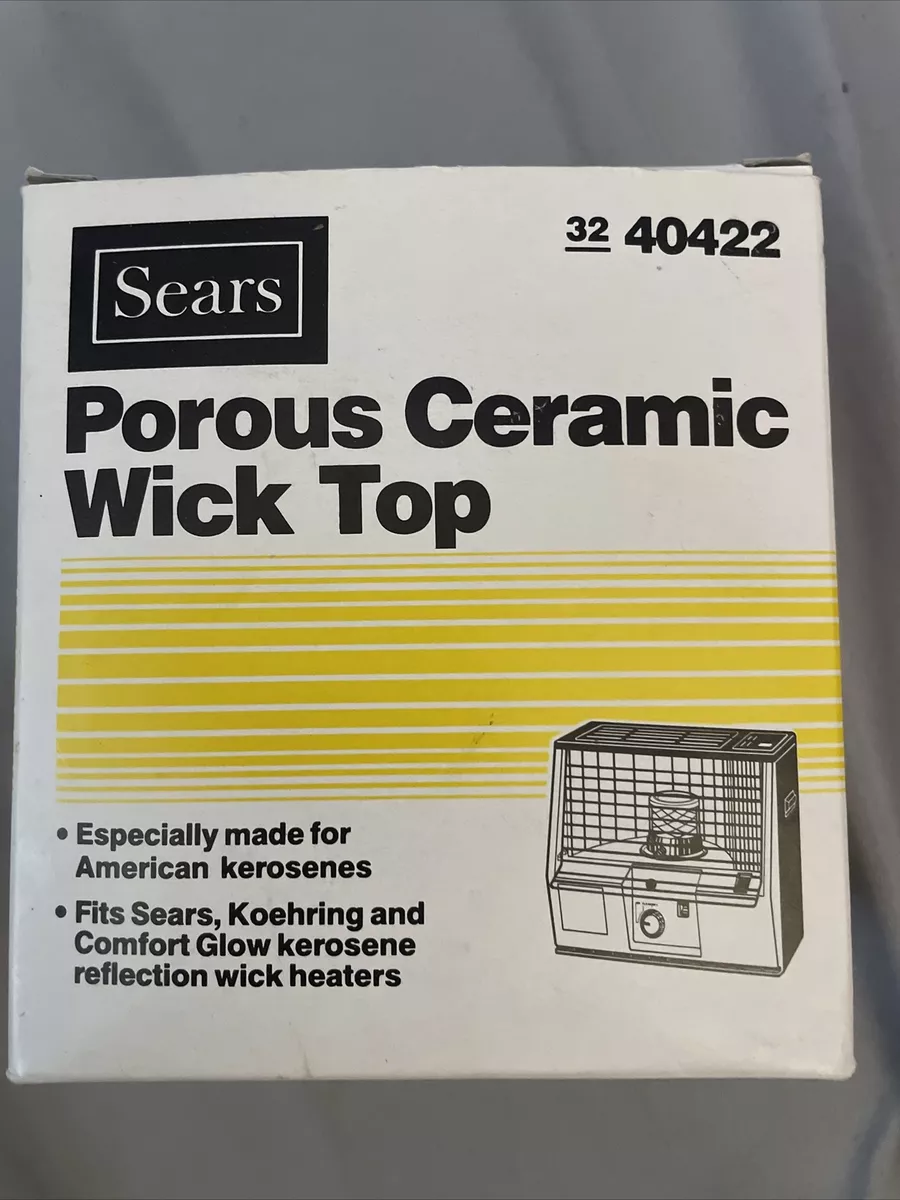 Sears
32 40422
Porous Ceramic
Wick Top
• Especially made for
American kerosenes
• Fits Sears, Koehring and
Comfort Glow kerosene
reflection wick heaters